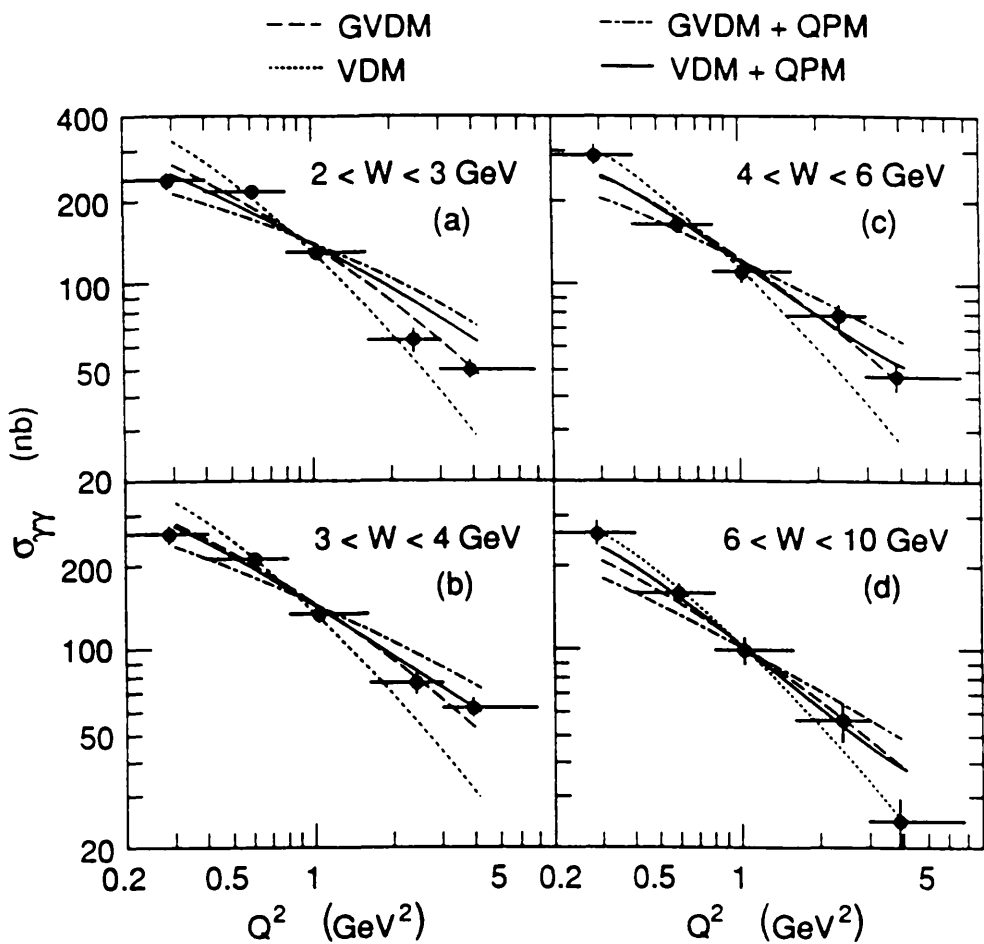 GVDM
GVDM + QPM
VDM
VDM + QPM
400
200
100
50
20
2 < W < 3 GeV
(a)
4 < W < 6 GeV
(c)
σγγ (nb)
200
100
50
20
3 < W < 4 GeV
(b)
6 < W < 10 GeV
(d)
0.2 0.5 1 5 0.2 0.5 1 5
Q² (GeV²) Q² (GeV²)